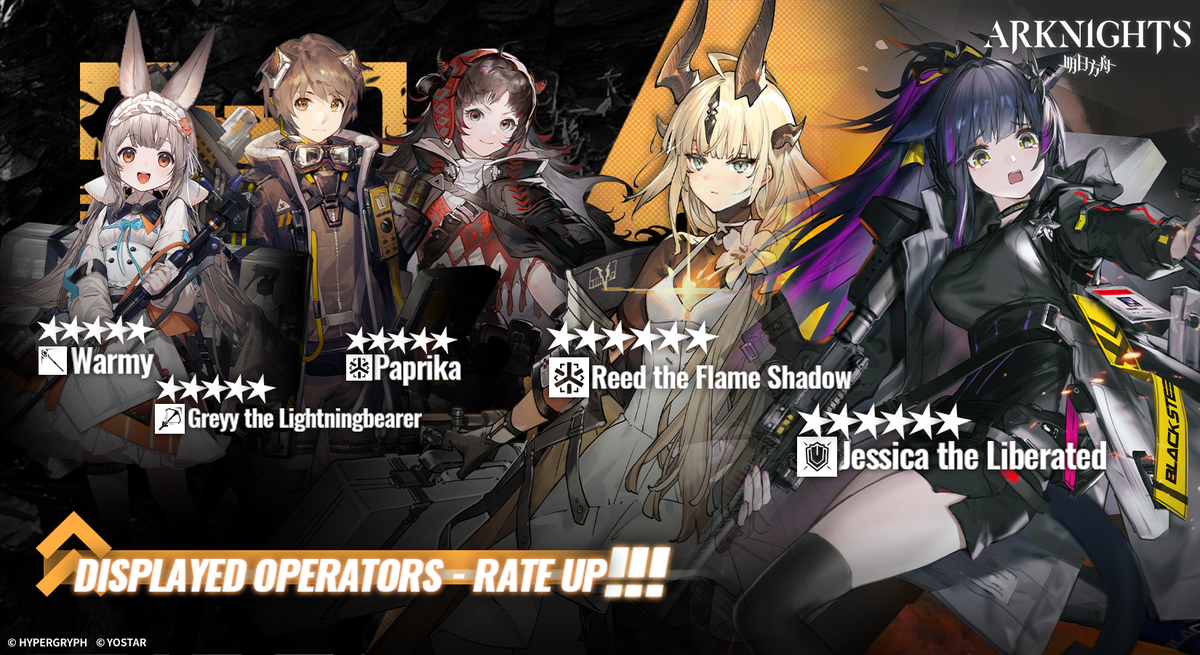 ARKNIGHTS
明日方舟
★★★★★
Warmy
★★★★★
Greyy the Lightningbearer
★★★★★
Paprika
★★★★★★
Reed the Flame Shadow
★★★★★★
Jessica the Liberated
BLACKSTEE
DISPLAYED OPERATORS - RATE UP!!!
© HYPERGRYPH © YOSTAR